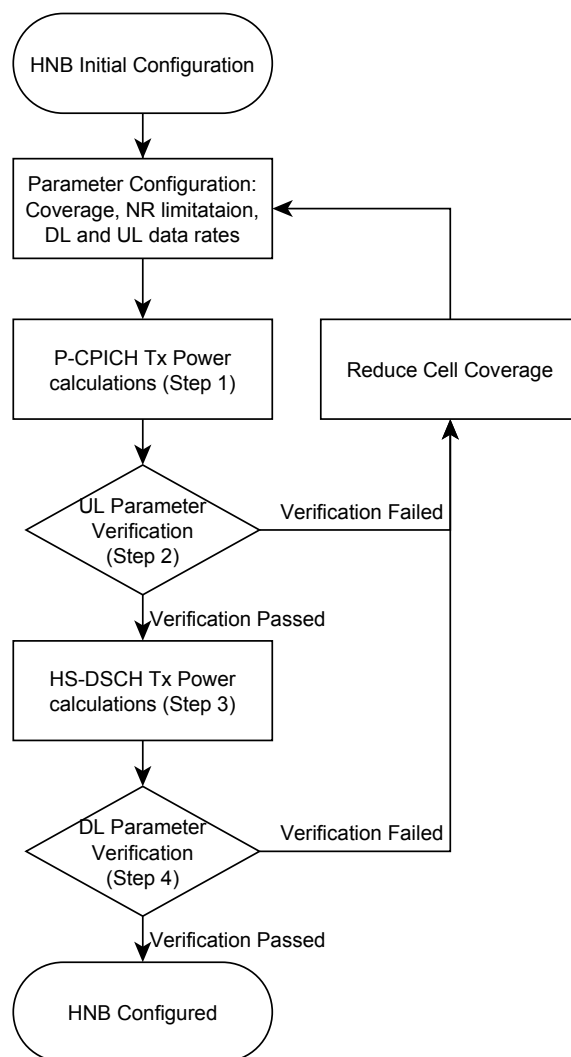 HNB Initial Configuration
Parameter Configuration:
Coverage, NR limitataion,
DL and UL data rates
P-CPICH Tx Power
calculations (Step 1)
Reduce Cell Coverage
UL Parameter
Verification
(Step 2)
Verification Failed
Verification Passed
HS-DSCH Tx Power
calculations (Step 3)
DL Parameter
Verification
(Step 4)
Verification Failed
Verification Passed
HNB Configured